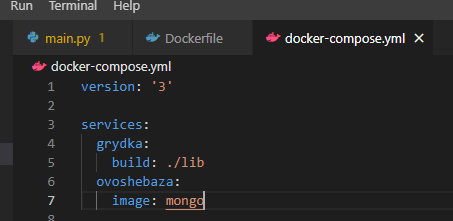 Run Terminal Help
main.py 1 Dockerfile docker-compose.yml ×
docker-compose.yml
1 version: '3'
2
3 services:
4 grydka:
5 build: ./lib
6 ovoshebaza:
7 image: mongo
8